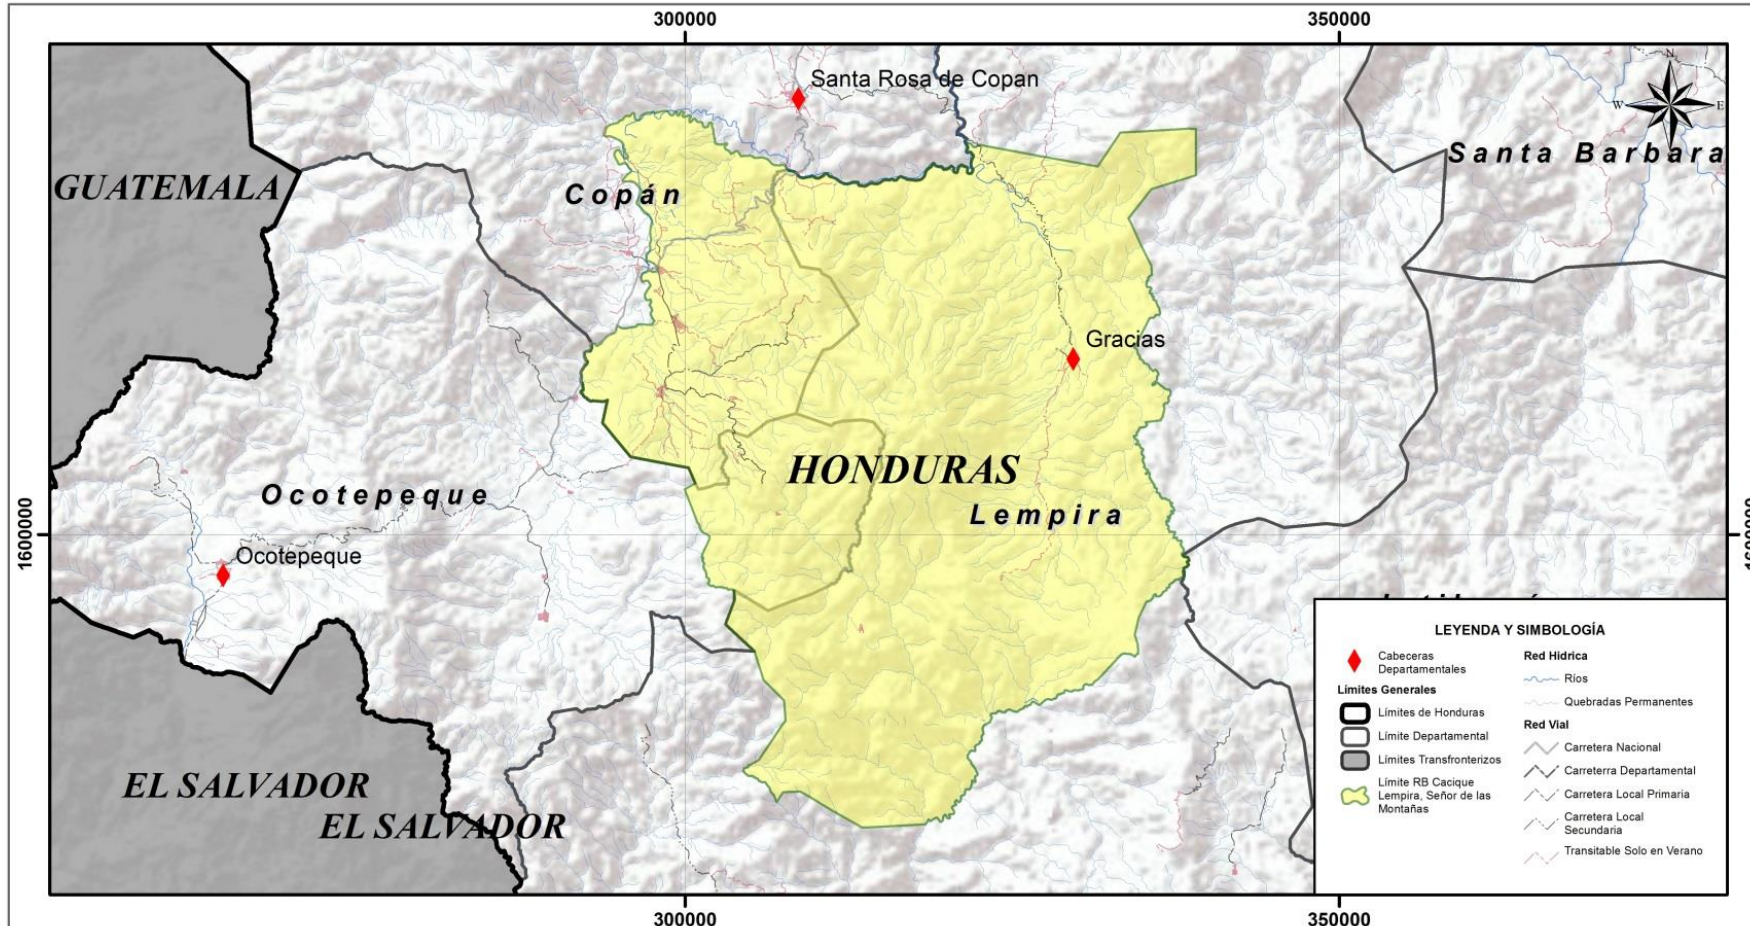 300000
350000
Santa Rosa de Copan
N
W
E
Santa Barbara
GUATEMALA
Copán
Gracias
HONDURAS
Ocotepeque
Lempira
1600000
Ocotepeque
EL SALVADOR
EL SALVADOR
LEYENDA Y SIMBOLOGÍA
Cabeceras
Departamentales
Límites Generales
Límites de Honduras
Límite Departamental
Límites Transfronterizos
Límite RB Cacique
Lempira, Señor de las
Montañas
Red Hidrica
Ríos
Quebradas Permanentes
Red Vial
Carretera Nacional
Carreterra Departamental
Carretera Local Primaria
Carretera Local
Secundaria
Transitable Solo en Verano
300000
350000